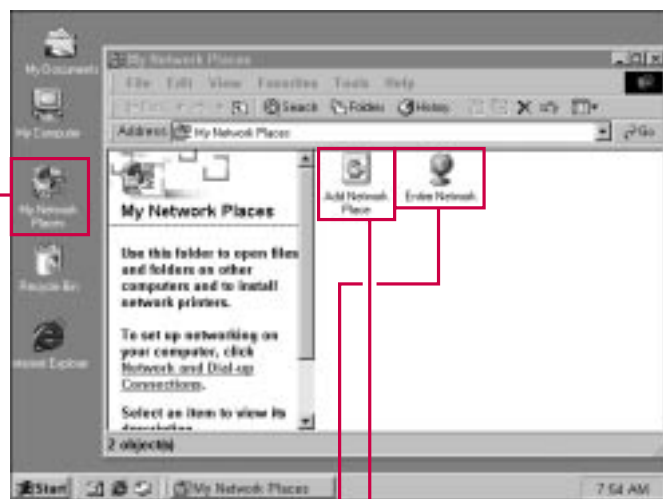 My Documents
My Computer
My Network
Places
Recycle Bin
Internet Explorer
My Network Places
File Edit View Favorites Tools Help
Search Folders History
Address My Network Places Go
My Network Places
Use this folder to open files
and folders on other
computers and to install
network printers.
To set up networking on
your computer, click
Network and Dial-up
Connections.
Select an item to view its
description.
Add Network
Place
Entire Network
2 object(s)
Start My Network Places 7:54 AM